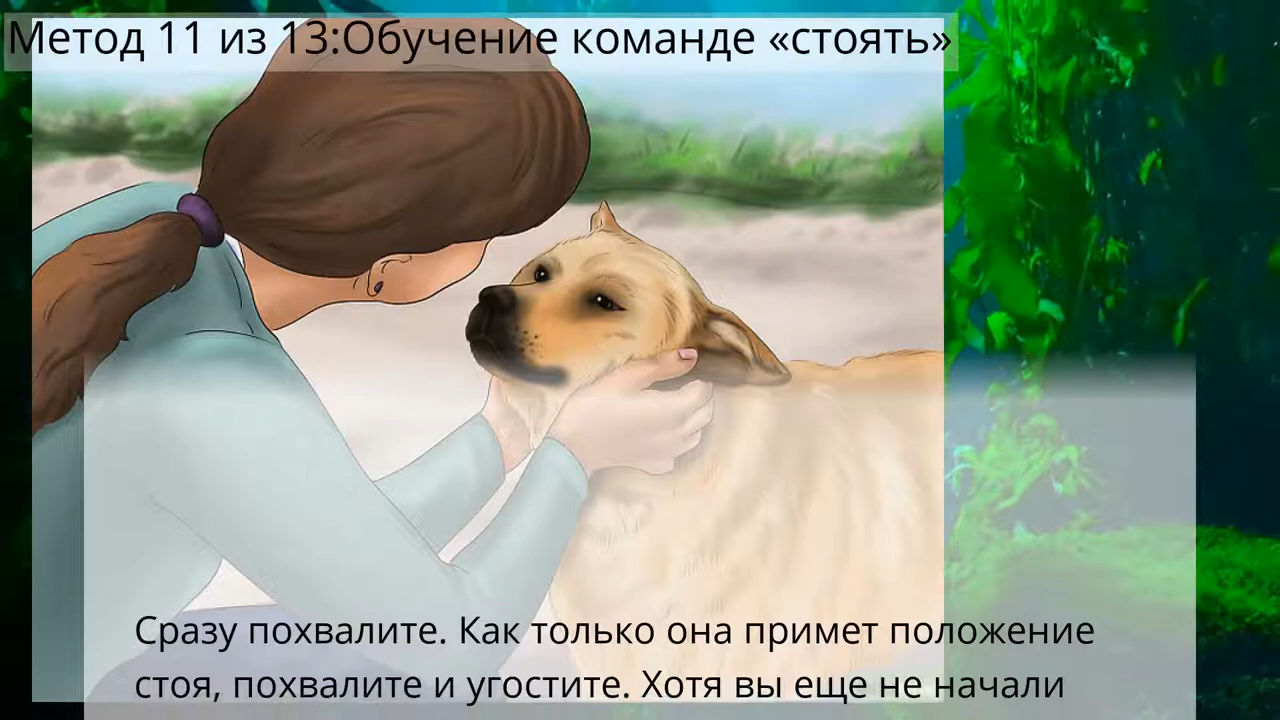 Метод 11 из 13:Обучение команде «стоять»
Сразу похвалите. Как только она примет положение
стоя, похвалите и угостите. Хотя вы еще не начали